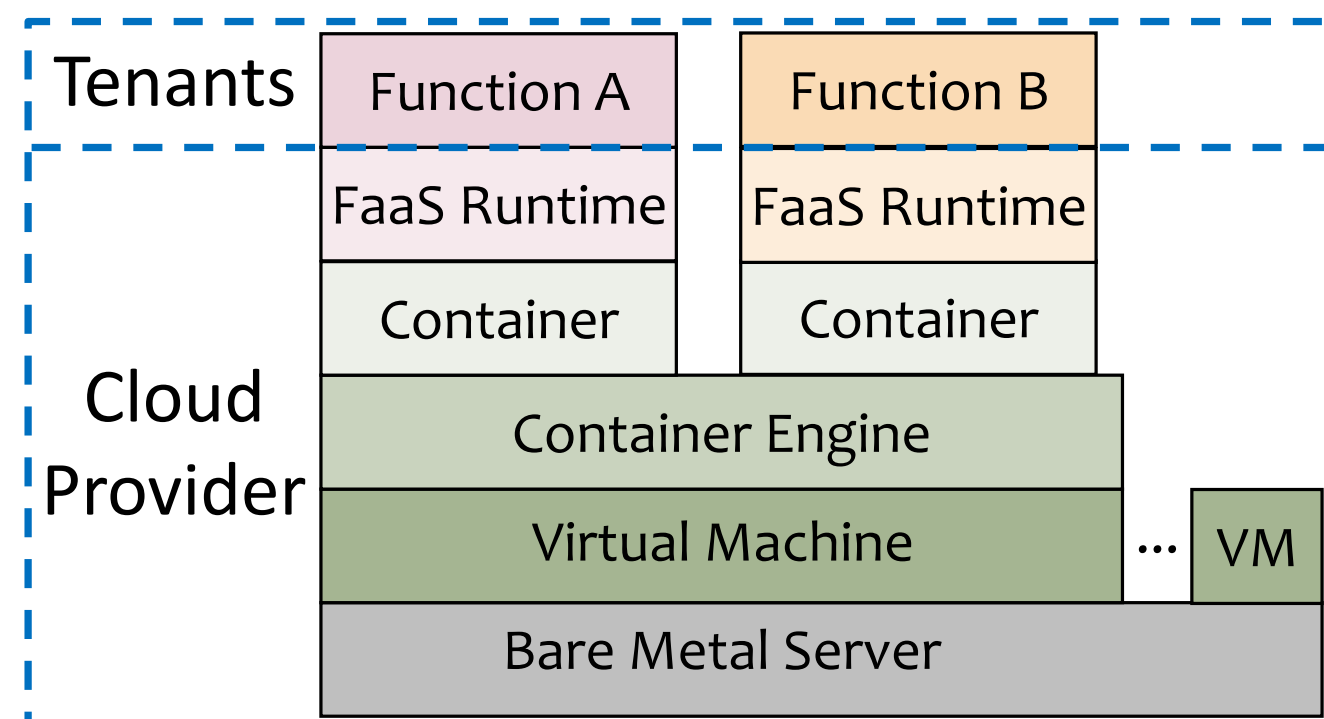 Tenants
Function A
Function B
FaaS Runtime
FaaS Runtime
Container
Container
Cloud
Provider
Container Engine
Virtual Machine
...
VM
Bare Metal Server